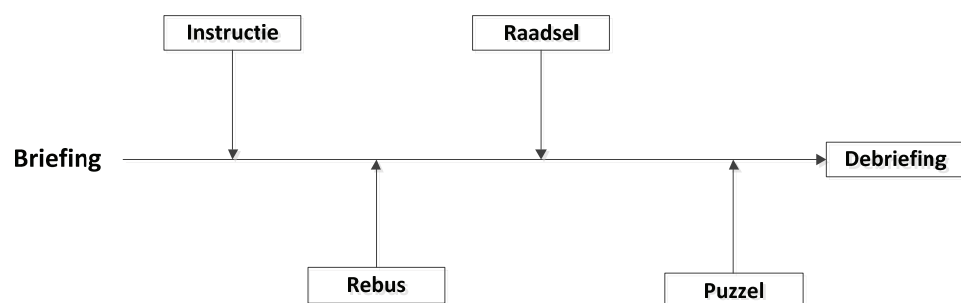 Instructie
Raadsel
Briefing
Debriefing
Rebus
Puzzel